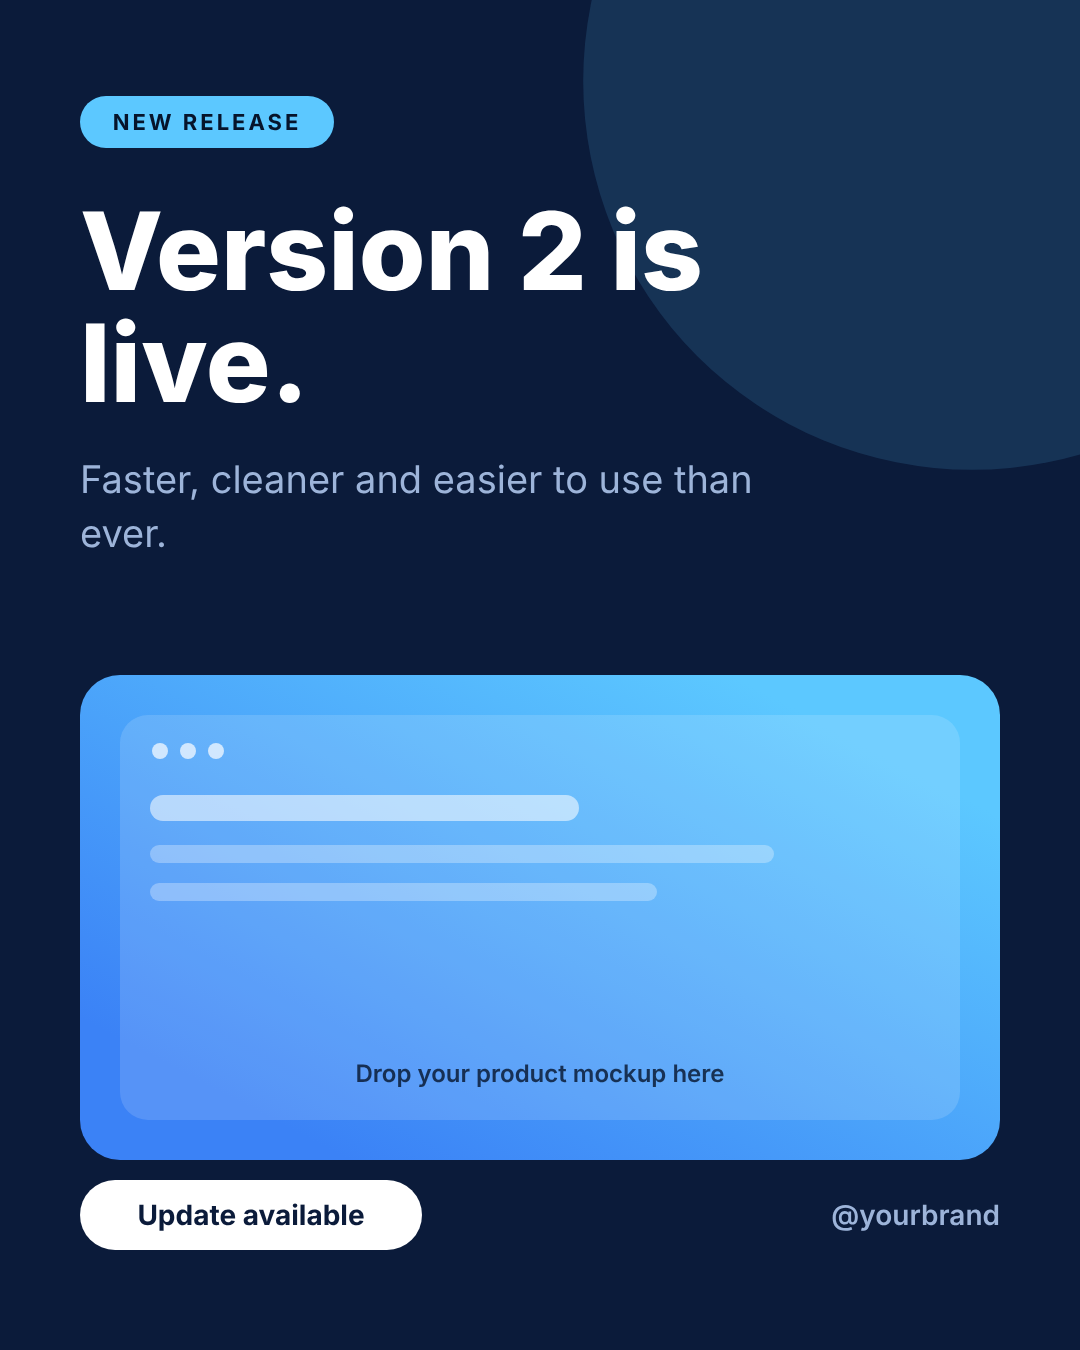 NEW RELEASE
Version 2 is
live.
Faster, cleaner and easier to use than
ever.
Drop your product mockup here
Update available
@yourbrand